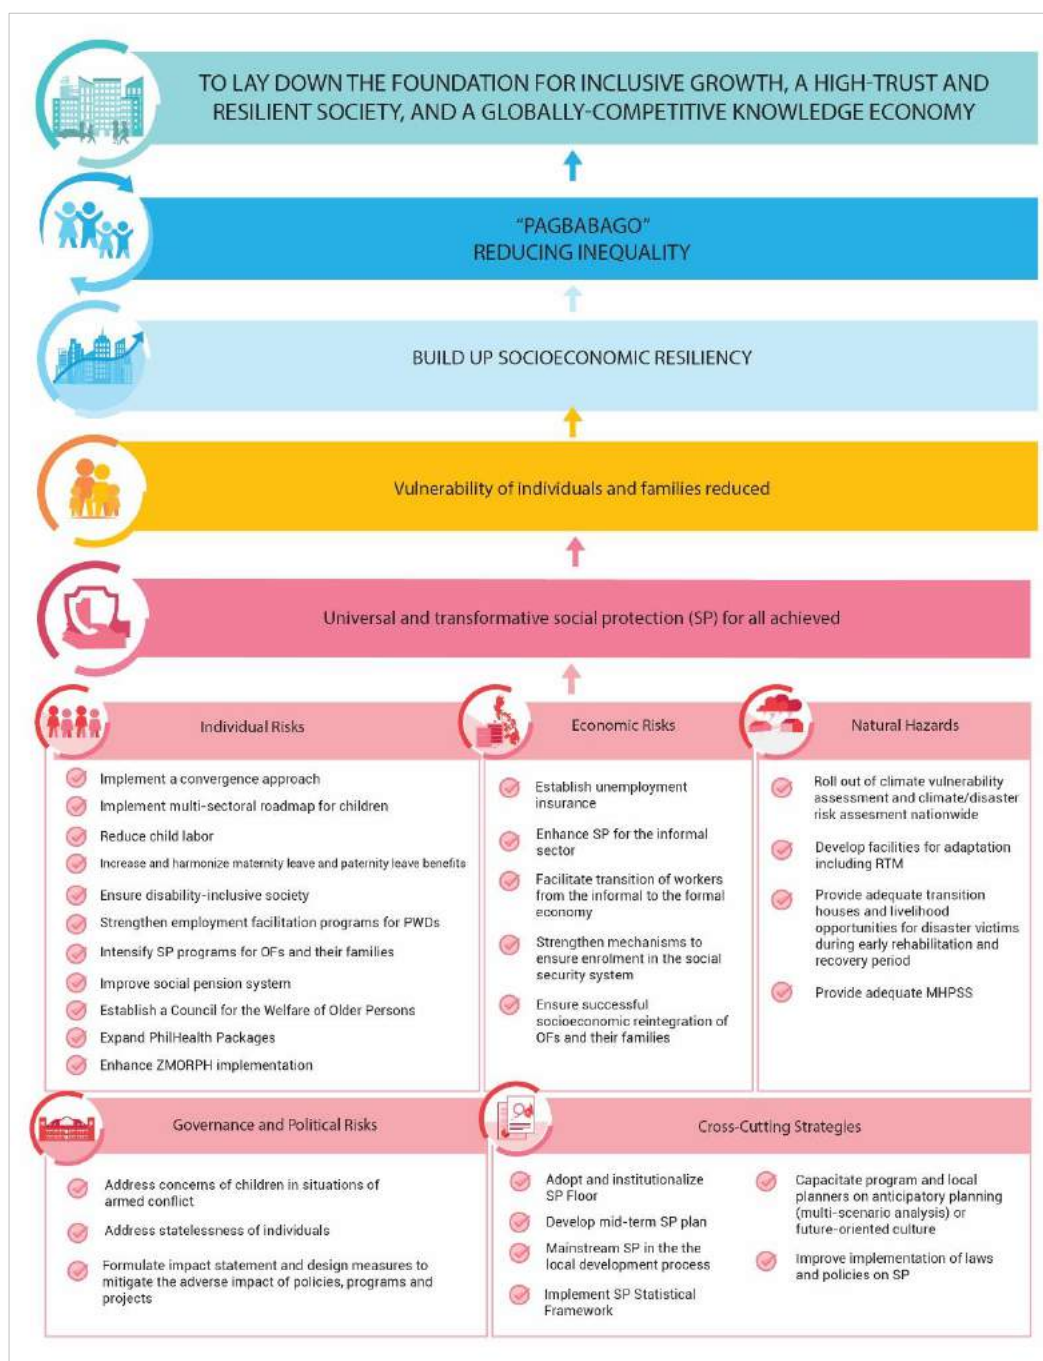 TO LAY DOWN THE FOUNDATION FOR INCLUSIVE GROWTH, A HIGH-TRUST AND
RESILIENT SOCIETY, AND A GLOBALLY-COMPETITIVE KNOWLEDGE ECONOMY
“PAGBABAGO”
REDUCING INEQUALITY
BUILD UP SOCIOECONOMIC RESILIENCY
Vulnerability of individuals and families reduced
Universal and transformative social protection (SP) for all achieved
Individual Risks
Implement a convergence approach
Implement multi-sectoral roadmap for children
Reduce child labor
Increase and harmonize maternity leave and paternity leave benefits
Ensure disability-inclusive society
Strengthen employment facilitation programs for PWDs
Intensify SP programs for OFs and their families
Improve social pension system
Establish a Council for the Welfare of Older Persons
Expand PhilHealth Packages
Enhance ZMORPH implementation
Economic Risks
Establish unemployment
insurance
Enhance SP for the informal
sector
Facilitate transition of workers
from the informal to the formal
economy
Strengthen mechanisms to
ensure enrolment in the social
security system
Ensure successful
socioeconomic reintegration of
OFs and their families
Natural Hazards
Roll out of climate vulnerability
assessment and climate/disaster
risk assesment nationwide
Develop facilities for adaptation
including RTM
Provide adequate transition
houses and livelihood
opportunities for disaster victims
during early rehabilitation and
recovery period
Provide adequate MHPSS
Governance and Political Risks
Address concerns of children in situations of
armed conflict
Address statelessness of individuals
Formulate impact statement and design measures to
mitigate the adverse impact of policies, programs and
projects
Cross-Cutting Strategies
Adopt and institutionalize
SP Floor
Develop mid-term SP plan
Mainstream SP in the the
local development process
Implement SP Statistical
Framework
Capacitate program and local
planners on anticipatory planning
(multi-scenario analysis) or
future-oriented culture
Improve implementation of laws
and policies on SP